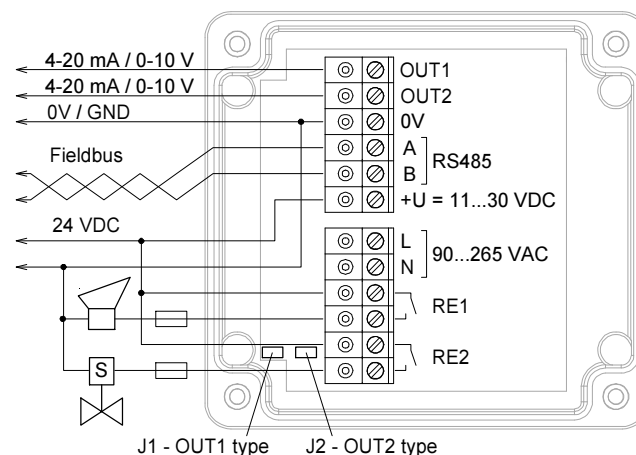 4-20 mA / 0-10 V
OUT1
4-20 mA / 0-10 V
OUT2
0V / GND
0V
Fieldbus
A
B
RS485
+U = 11...30 VDC
24 VDC
L
N
90...265 VAC
RE1
RE2
S
J1 - OUT1 type
J2 - OUT2 type